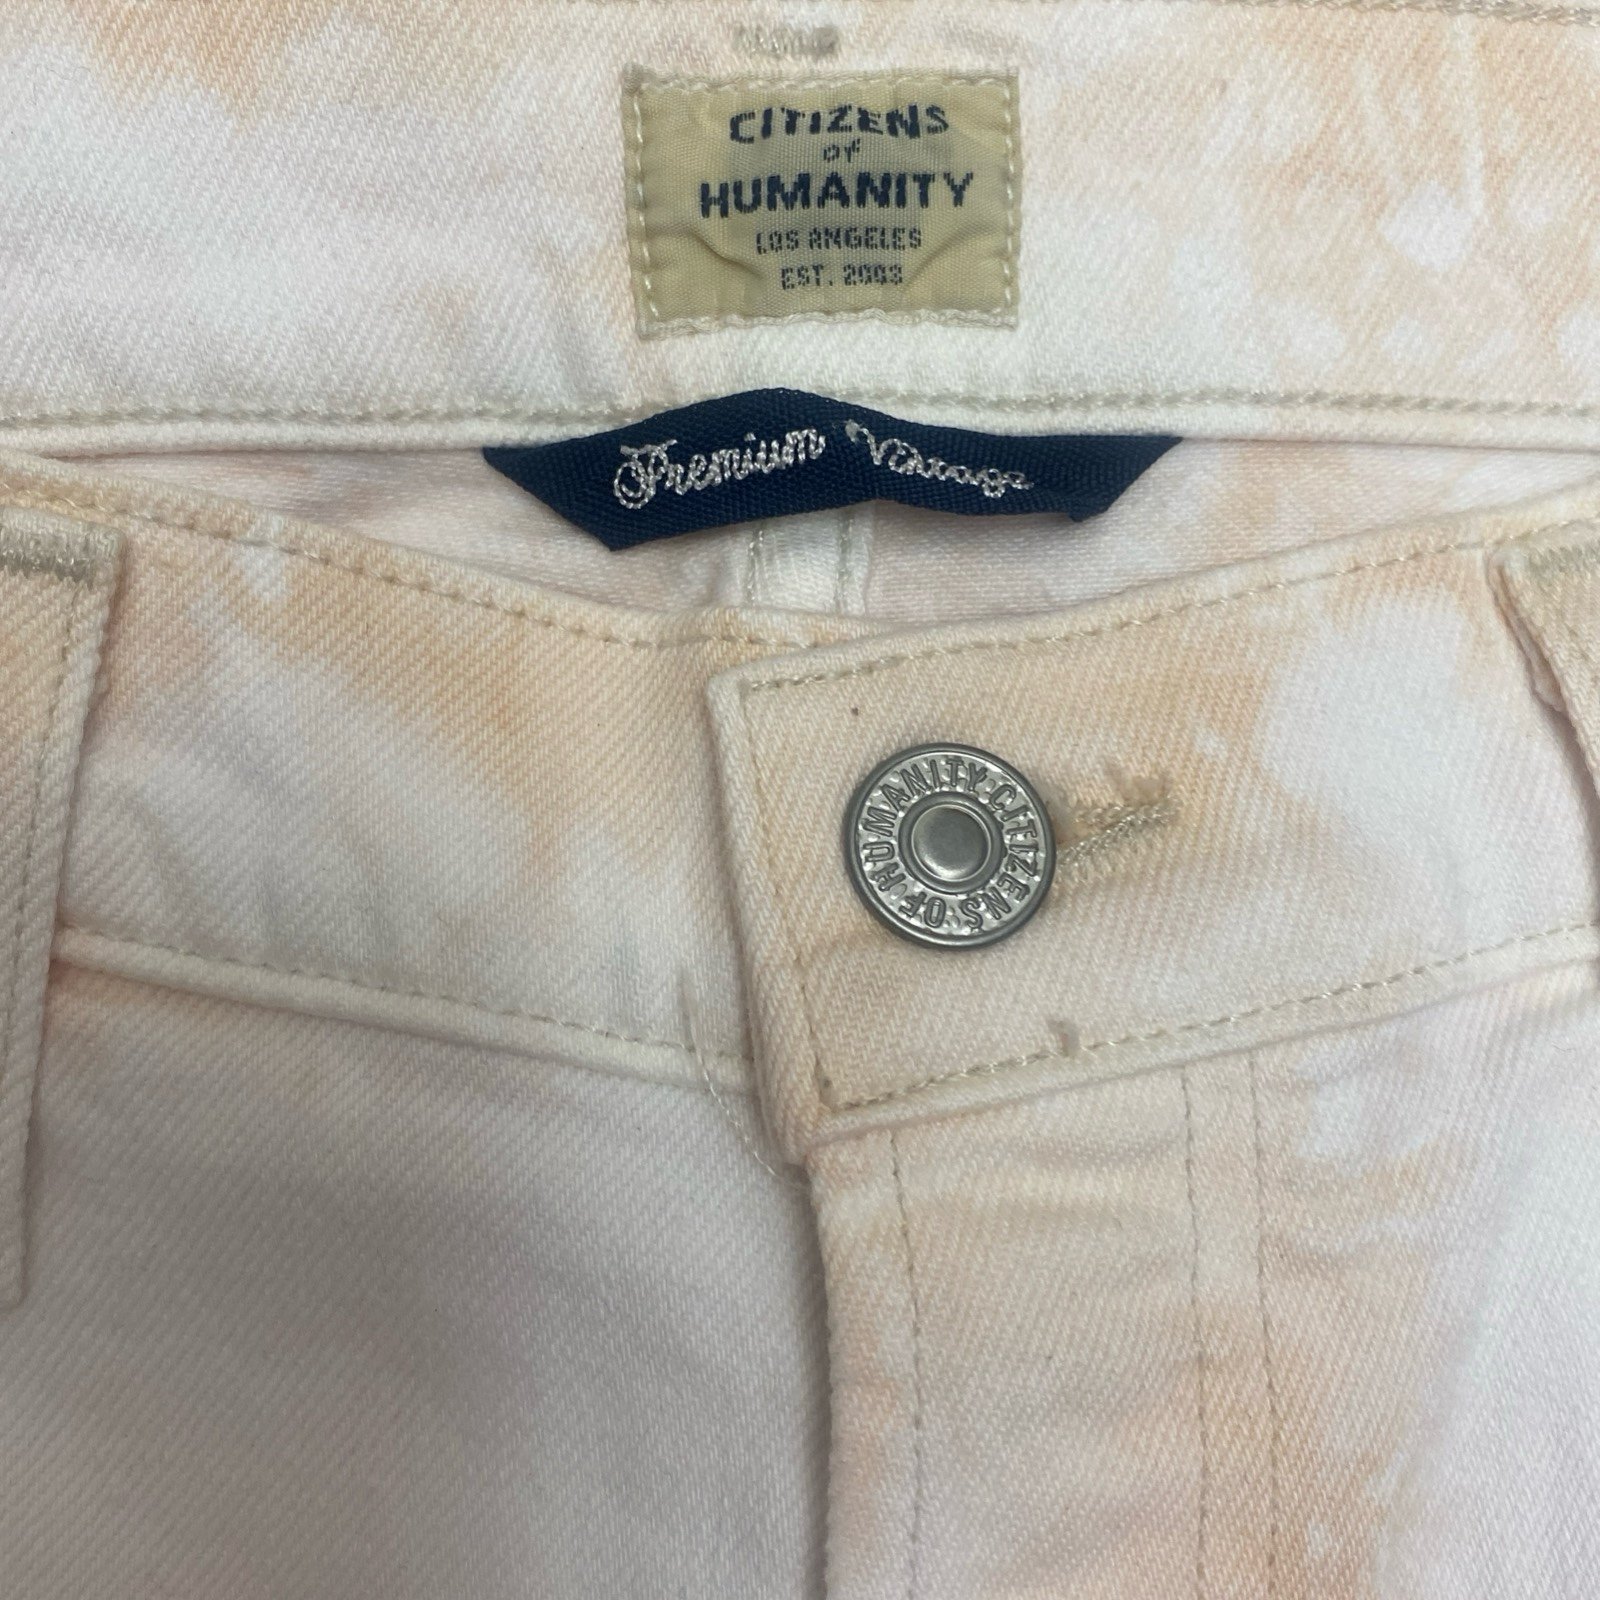 CITIZENS
OF
HUMANITY
LOS ANGELES
EST. 2003
Premium Vintage
CITIZENS OF HUMANITY